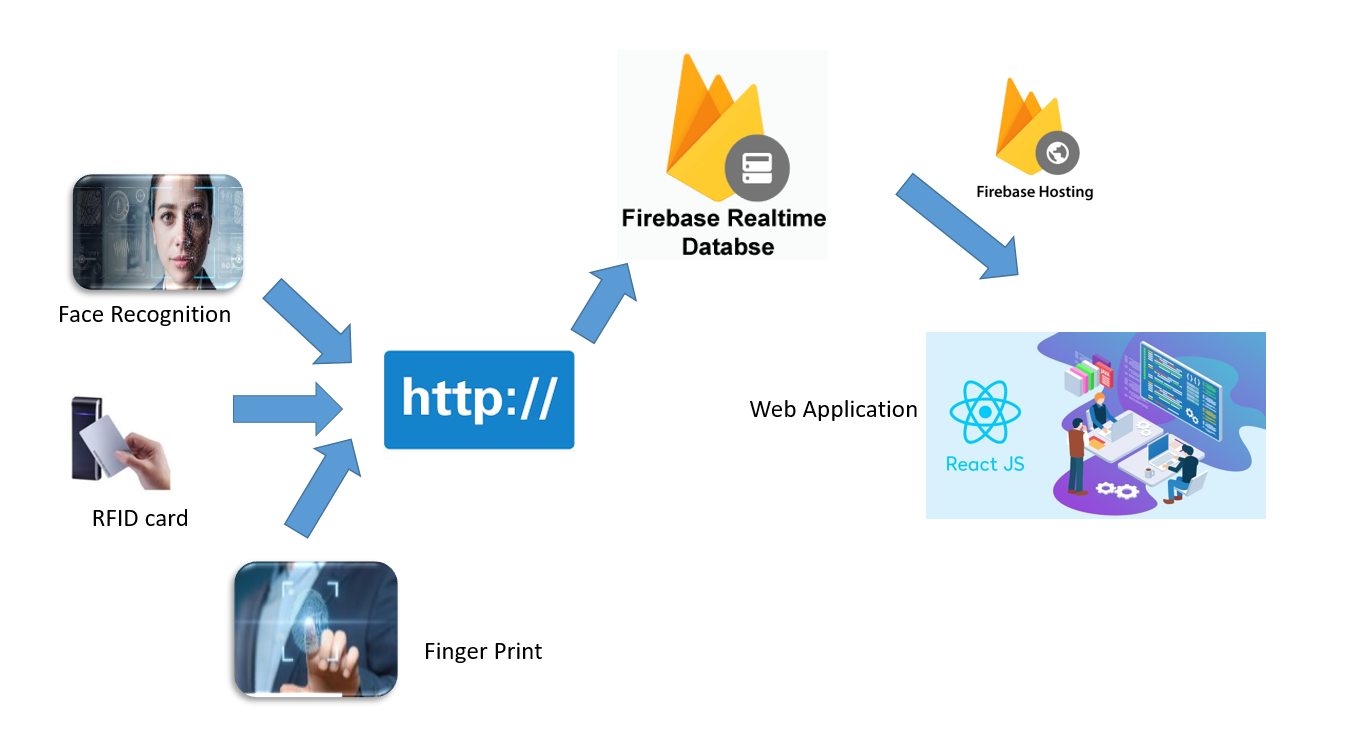 Firebase Realtime
Databse
Firebase Hosting
Face Recognition
http://
Web Application
React JS
RFID card
Finger Print